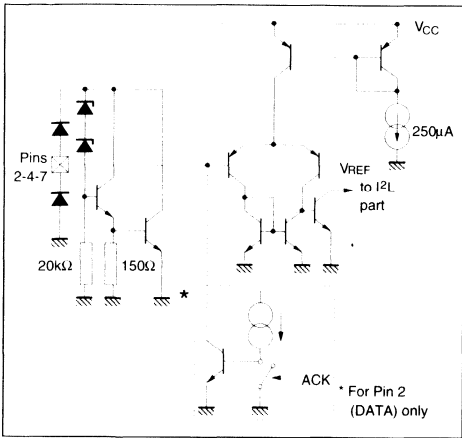 VCC
250μA
Pins
2-4-7
VREF
to I²L
part
20kΩ
150Ω
*
ACK
* For Pin 2
(DATA) only